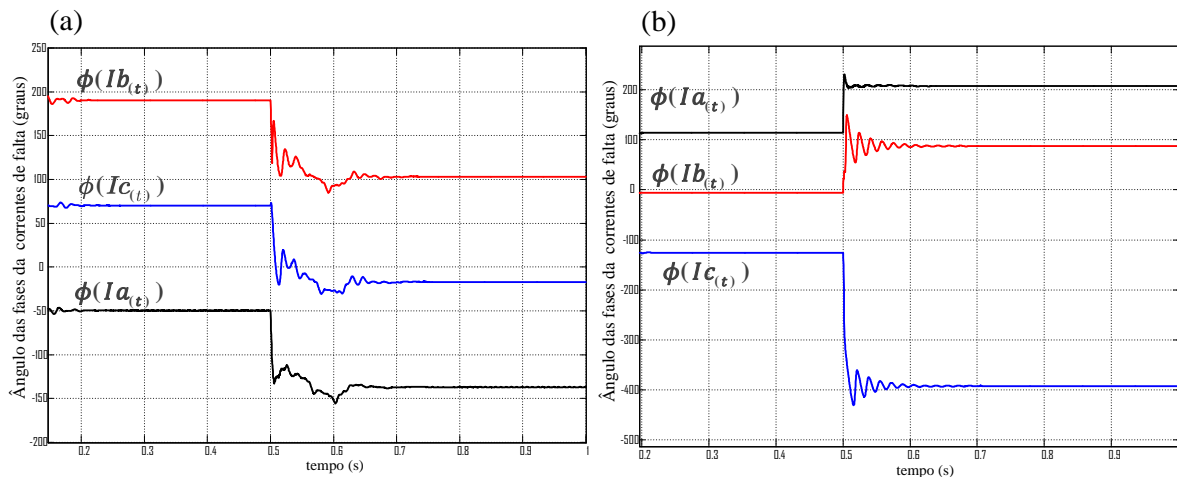 (a)
Ângulo das fases da correntes de falta (graus)
250
200
150
100
50
0
-50
-100
-150
-200
ϕ(Ib(t))
ϕ(Ic(t))
ϕ(Ia(t))
0.2 0.3 0.4 0.5 0.6 0.7 0.8 0.9 1
tempo (s)
(b)
Ângulo das fases da correntes de falta (graus)
200
100
0
-100
-200
-300
-400
-500
ϕ(Ia(t))
ϕ(Ib(t))
ϕ(Ic(t))
0.2 0.3 0.4 0.5 0.6 0.7 0.8 0.9
tempo (s)